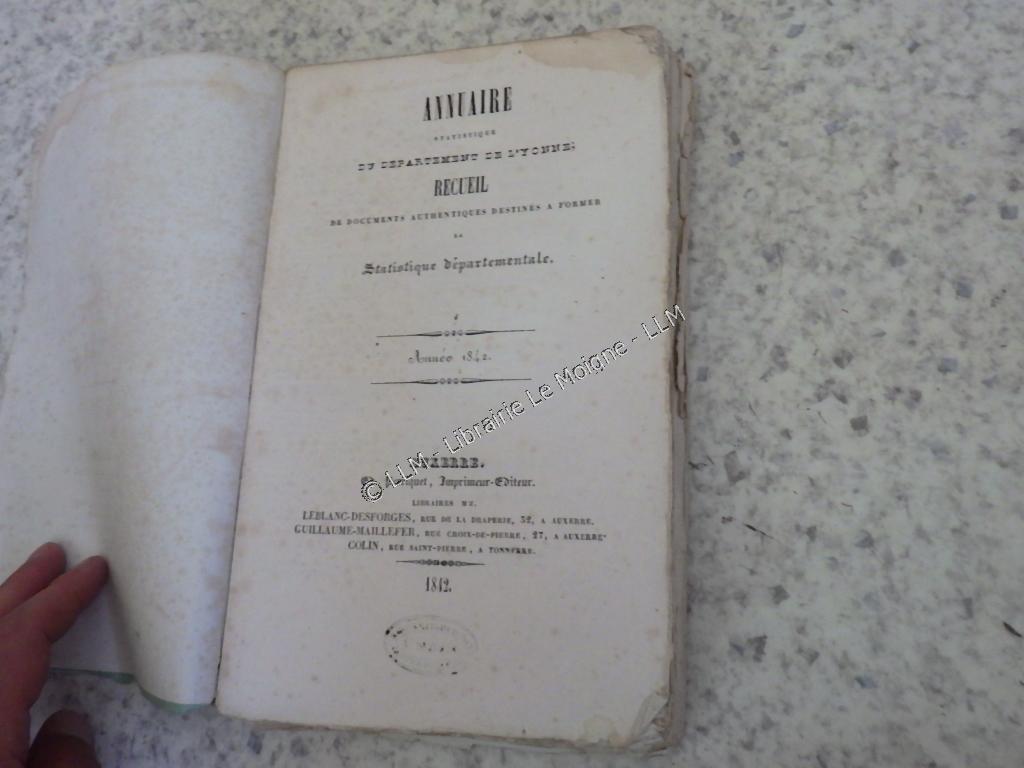 ANNUAIRE
STATISTIQUE
DU DÉPARTEMENT DE L'YONNE;
RECUEIL
DE DOCUMENTS AUTHENTIQUES DESTINÉS A FORMER
LA
Statistique départementale.
Année 1842.
AUXERRE.
Imprimeur-Editeur.
LIBRAIRES
LEBLANC-DESFORGES, RUE DE LA DRAPERIE, 32, A AUXERRE.
GUILLAUME-MAILLEFER, RUE CROIX-DE-PIERRE, 27, A AUXERRE
COLIN, RUE SAINT-PIERRE, A TONNERRE.
1842.
© LLM - Librairie Le Moigne - LLM